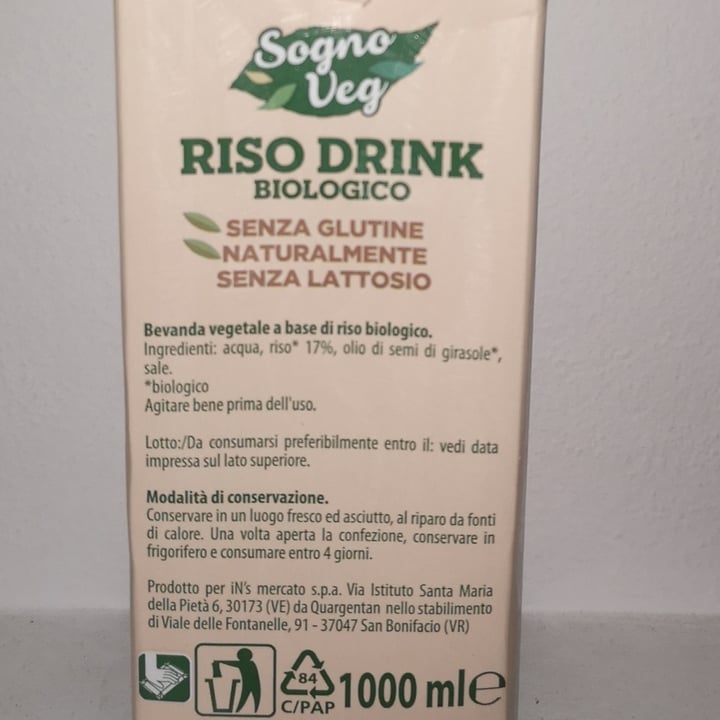 Sogno
Veg
RISO DRINK
BIOLOGICO
SENZA GLUTINE
NATURALMENTE
SENZA LATTOSIO
Bevanda vegetale a base di riso biologico.
Ingredienti: acqua, riso* 17%, olio di semi di girasole*,
sale.
*biologico
Agitare bene prima dell'uso.
Lotto:/Da consumarsi preferibilmente entro il: vedi data
impressa sul lato superiore.
Modalità di conservazione.
Conservare in un luogo fresco ed asciutto, al riparo da fonti
di calore. Una volta aperta la confezione, conservare in
frigorifero e consumare entro 4 giorni.
Prodotto per iN's mercato s.p.a. Via Istituto Santa Maria
della Pietà 6, 30173 (VE) da Quargentan nello stabilimento
di Viale delle Fontanelle, 91 - 37047 San Bonifacio (VR)
84
C/PAP
1000 ml e